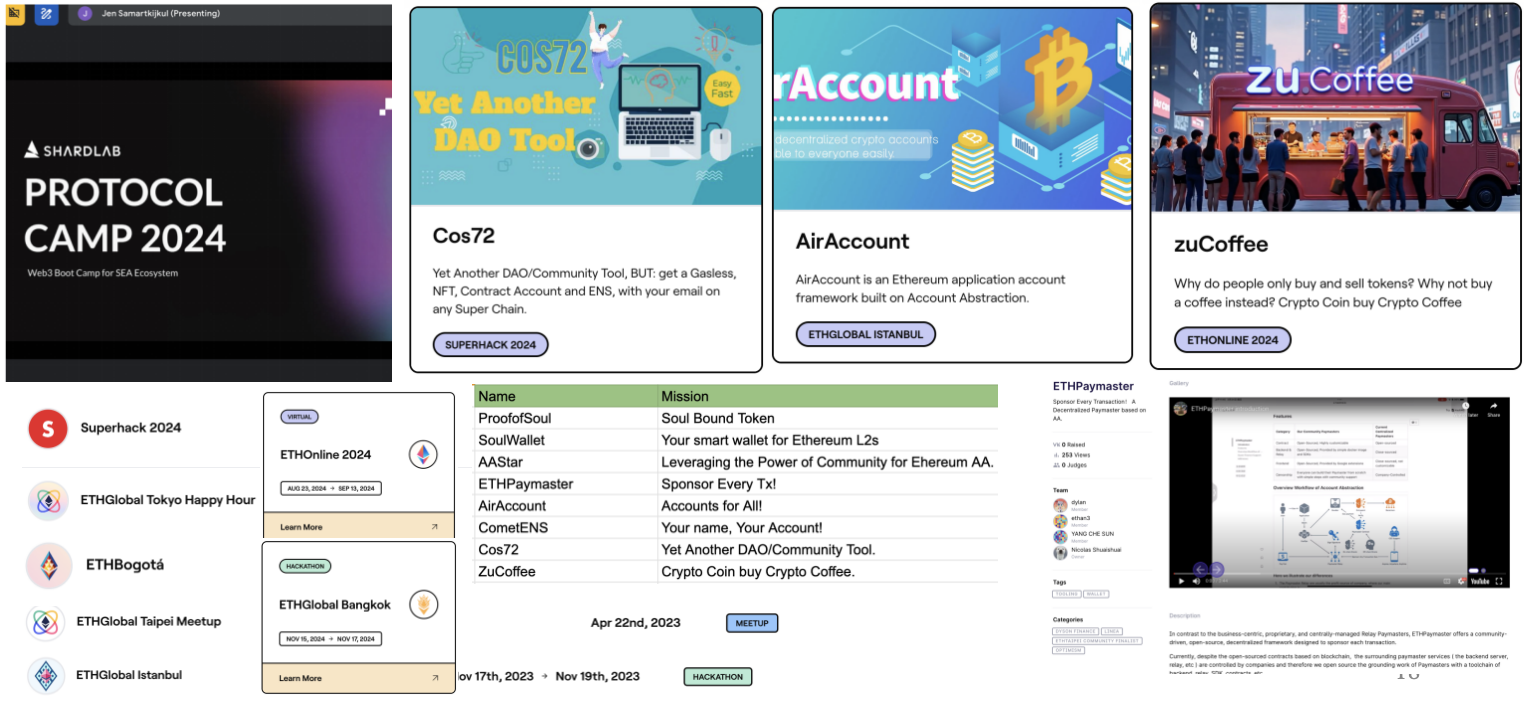 Jen Samartkijkul (Presenting)
SHARDLAB
PROTOCOL
CAMP 2024
Web3 Boot Camp for SEA Ecosystem
COS72
Yet Another
DAO Tool
Easy
Fast
Cos72
Yet Another DAO/Community Tool, BUT: get a Gasless,
NFT, Contract Account and ENS, with your email on
any Super Chain.
SUPERHACK 2024
rAccount
decentralized crypto accounts
ble to everyone easily.
AirAccount
AirAccount is an Ethereum application account
framework built on Account Abstraction.
ETHGLOBAL ISTANBUL
zu.Coffee
zuCoffee
Why do people only buy and sell tokens? Why not buy
a coffee instead? Crypto Coin buy Crypto Coffee
ETHONLINE 2024
S
Superhack 2024
ETHGlobal Tokyo Happy Hour
ETHBogotá
ETHGlobal Taipei Meetup
ETHGlobal Istanbul
VIRTUAL
ETHOnline 2024
AUG 23, 2024 → SEP 13, 2024
Learn More
HACKATHON
ETHGlobal Bangkok
NOV 15, 2024 → NOV 17, 2024
Learn More
Name Mission
ProofofSoul Soul Bound Token
SoulWallet Your smart wallet for Ethereum L2s
AAStar Leveraging the Power of Community for Ehereum AA.
ETHPaymaster Sponsor Every Tx!
AirAccount Accounts for All!
CometENS Your name, Your Account!
Cos72 Yet Another DAO/Community Tool.
ZuCoffee Crypto Coin buy Crypto Coffee.
Apr 22nd, 2023 MEETUP
ov 17th, 2023 → Nov 19th, 2023 HACKATHON
ETHPaymaster
Sponsor Every Transaction! A
Decentralized Paymaster based on
AA.
0 Raised
253 Views
0 Judges
Team
dylan
Member
ethan3
Member
YANG CHE SUN
Member
Nicolas Shuaishuai
Owner
Tags
TOOLING WALLET
Categories
DYSON FINANCE LINEA
ETHTAIPEI COMMUNITY FINALIST
OPTIMISM
Gallery
Share
Features
Overview Workflow of Account Abstraction
YouTube
Description
In contrast to the business-centric, proprietary, and centrally-managed Relay Paymasters, ETHPaymaster offers a community-
driven, open-source, decentralized framework designed to sponsor each transaction.
Currently, despite the open-sourced contracts based on blockchain, the surrounding paymaster services ( the backend server,
relay, etc ) are controlled by companies and therefore we open source the grounding work of Paymasters with a toolchain of
backend, relay, SDK, contracts, etc.